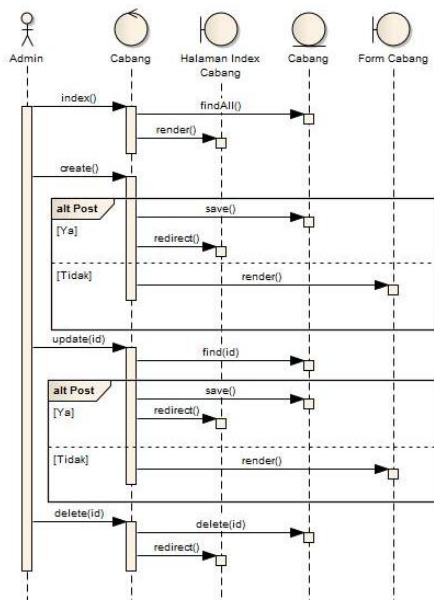 Admin
Cabang
Halaman Index
Cabang
Cabang
Form Cabang
index()
findAll()
render()
create()
alt Post
save()
[Ya]
redirect()
[Tidak]
render()
update(id)
find(id)
alt Post
save()
[Ya]
redirect()
[Tidak]
render()
delete(id)
delete(id)
redirect()